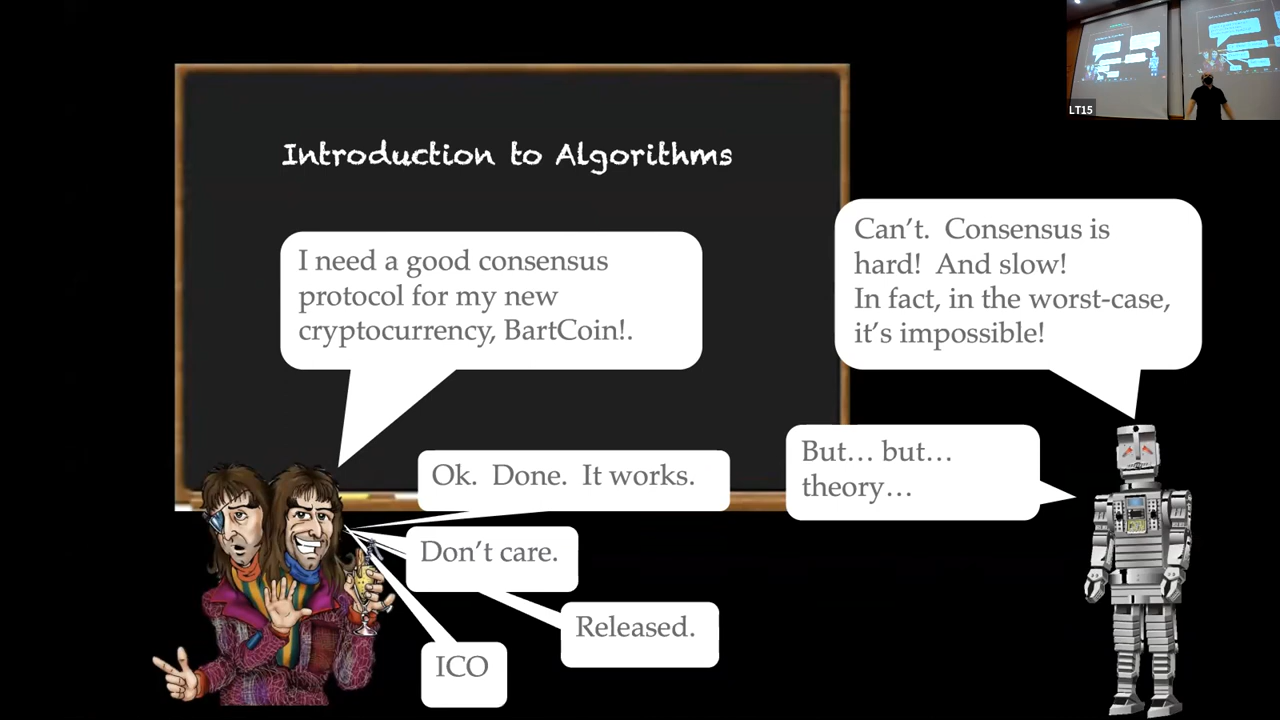 Introduction to Algorithms
I need a good consensus
protocol for my new
cryptocurrency, BartCoin!.
Can’t.  Consensus is
hard!  And slow!
In fact, in the worst-case,
it’s impossible!
Ok.  Done.  It works.
But… but…
theory…
Don’t care.
Released.
ICO
LT15